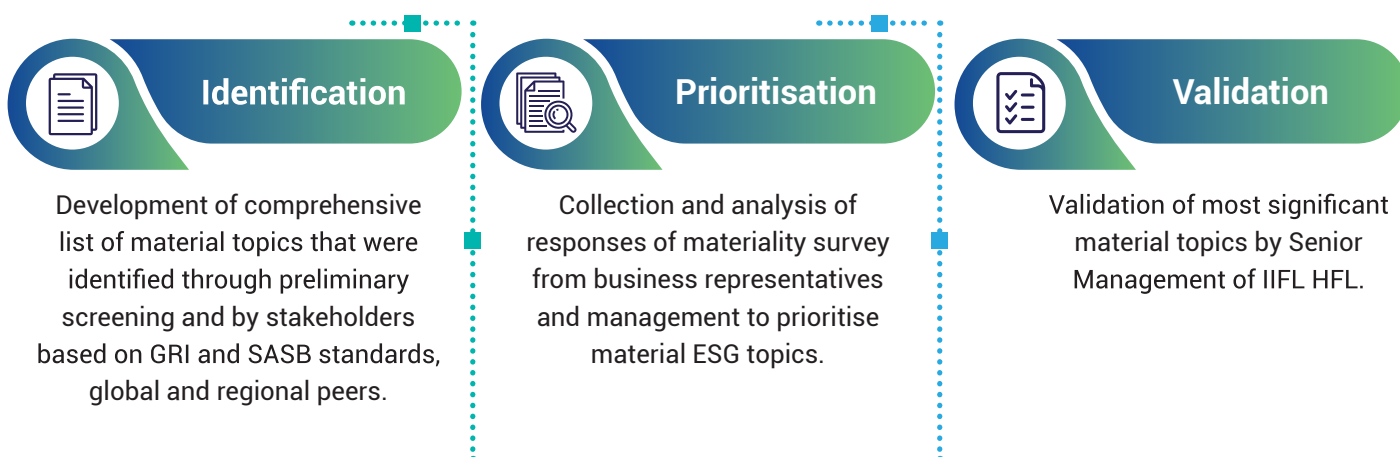 Identification
Development of comprehensive
list of material topics that were
identified through preliminary
screening and by stakeholders
based on GRI and SASB standards,
global and regional peers.
Prioritisation
Collection and analysis of
responses of materiality survey
from business representatives
and management to prioritise
material ESG topics.
Validation
Validation of most significant
material topics by Senior
Management of IIFL HFL.